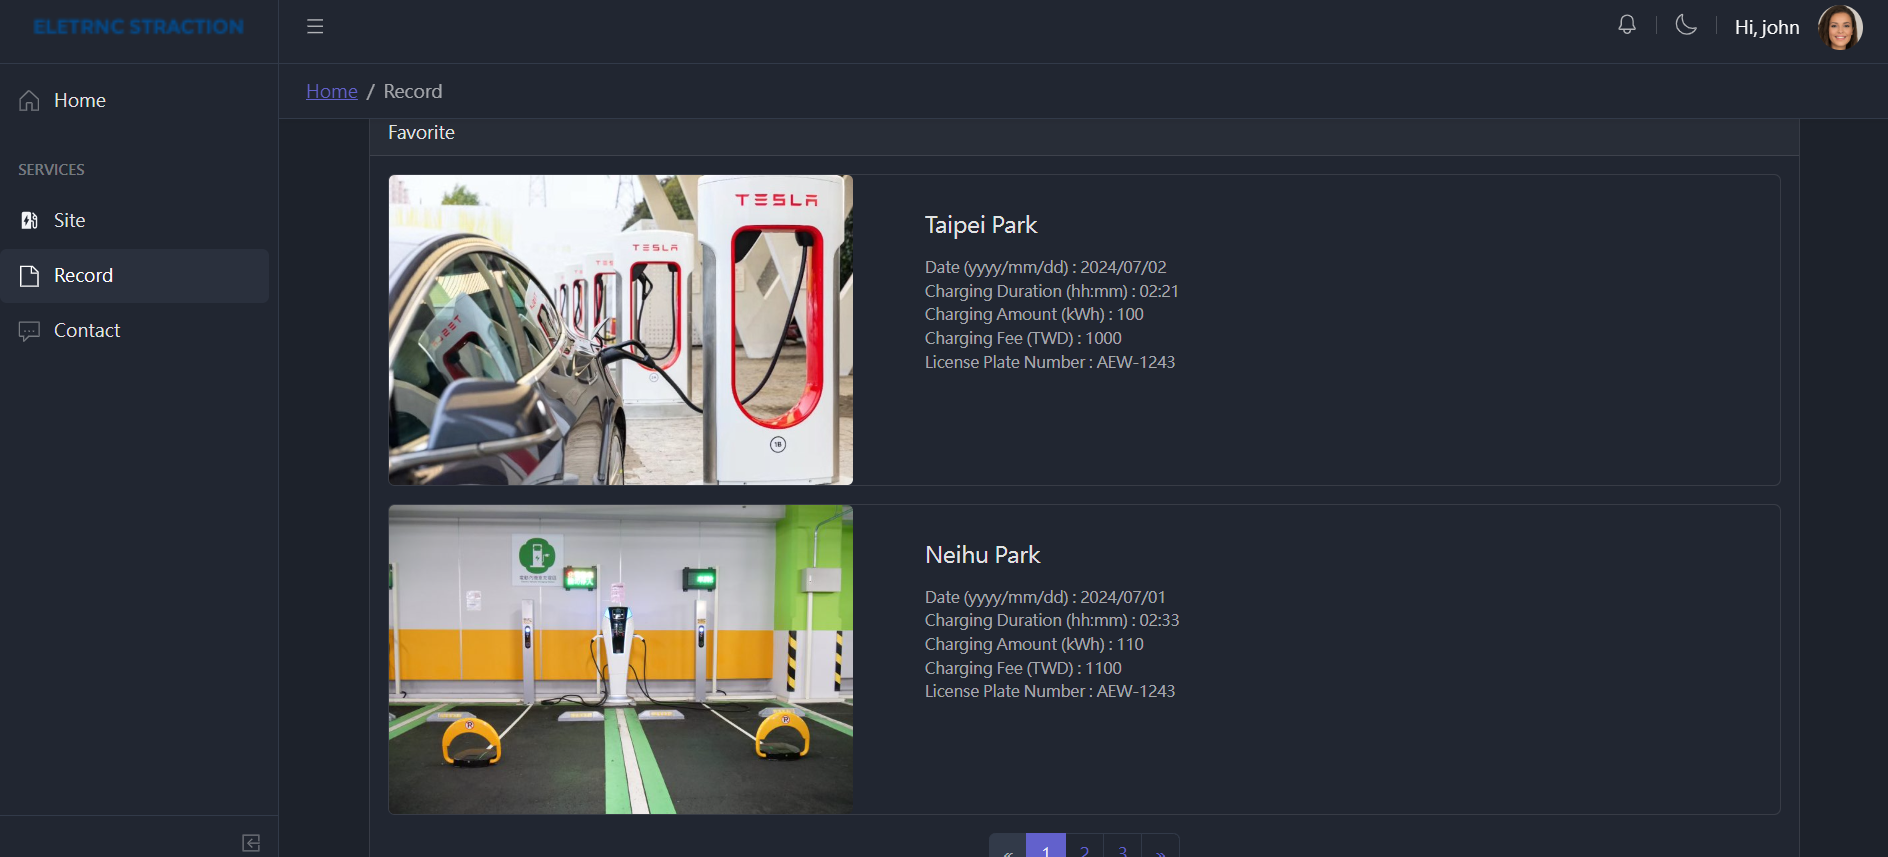 ELETRNC STRACTION
Hi, john
Home / Record
Home
SERVICES
Site
Record
Contact
Favorite
TESLA
TESLA
TESLA
1B
Taipei Park
Date (yyyy/mm/dd) : 2024/07/02
Charging Duration (hh:mm) : 02:21
Charging Amount (kWh) : 100
Charging Fee (TWD) : 1000
License Plate Number : AEW-1243
Neihu Park
Date (yyyy/mm/dd) : 2024/07/01
Charging Duration (hh:mm) : 02:33
Charging Amount (kWh) : 110
Charging Fee (TWD) : 1100
License Plate Number : AEW-1243
« 1 2 3 »